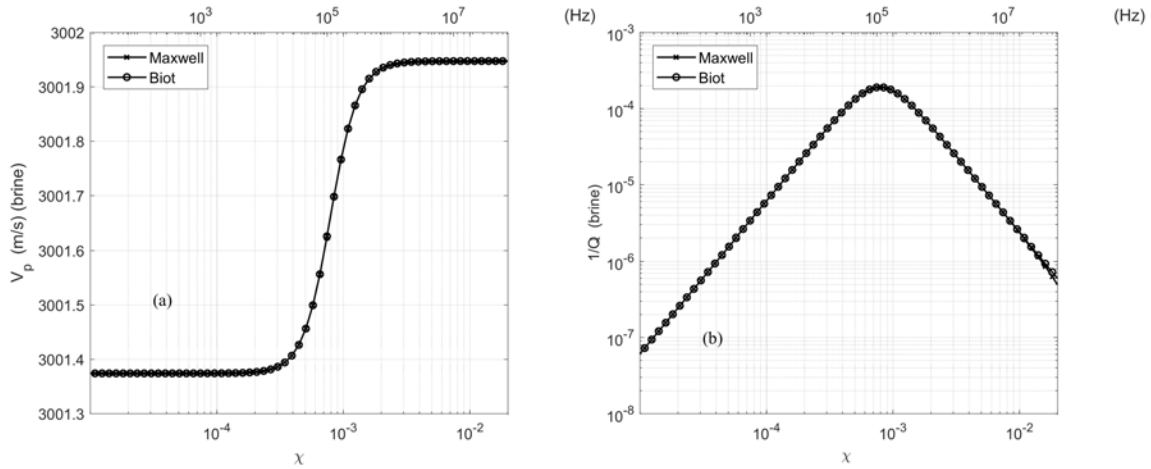 10^3 10^5 10^7 (Hz)
3002
3001.9
3001.8
3001.7
3001.6
3001.5
3001.4
3001.3
V_p (m/s) (brine)
Maxwell
Biot
(a)
10^-4 10^-3 10^-2
χ
10^3 10^5 10^7 (Hz)
10^-3
10^-4
10^-5
10^-6
10^-7
10^-8
1/Q (brine)
Maxwell
Biot
(b)
10^-4 10^-3 10^-2
χ